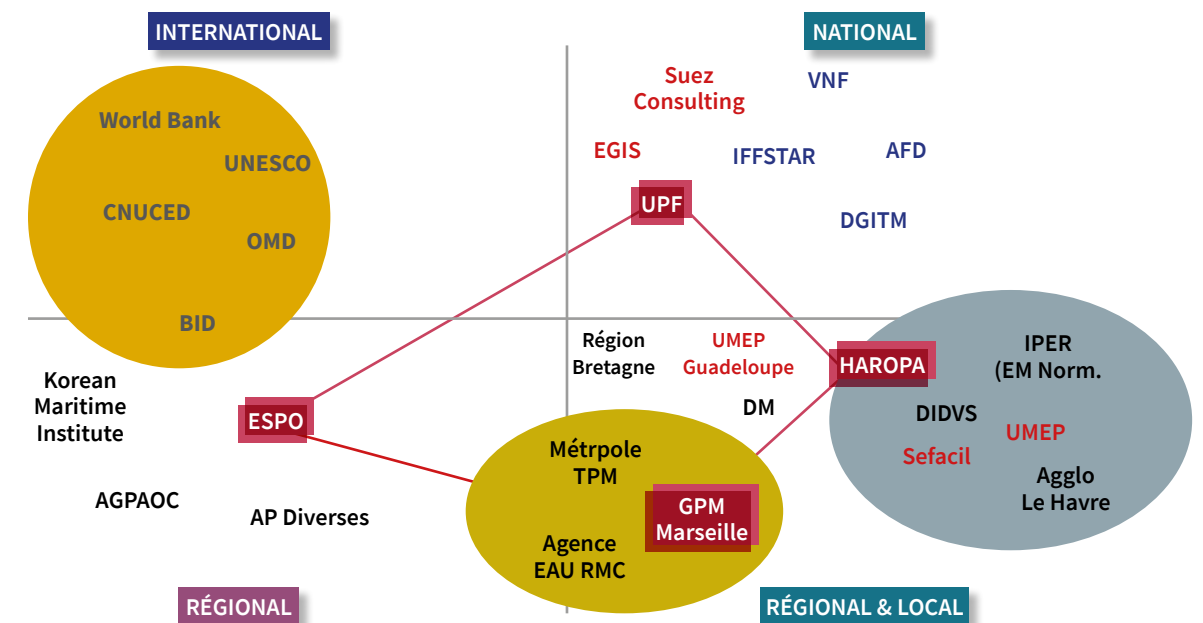 INTERNATIONAL
World Bank
UNESCO
CNUCED
OMD
BID
NATIONAL
Suez
Consulting
VNF
EGIS
IFFSTAR
AFD
UPF
DGITM
Korean
Maritime
Institute
ESPO
AGPAOC
AP Diverses
RÉGIONAL
Région
Bretagne
UMEP
Guadeloupe
DM
HAROPA
IPER
(EM Norm.
DIDVS
UMEP
Sefacil
Agglo
Le Havre
Métrpole
TPM
GPM
Marseille
Agence
EAU RMC
RÉGIONAL & LOCAL